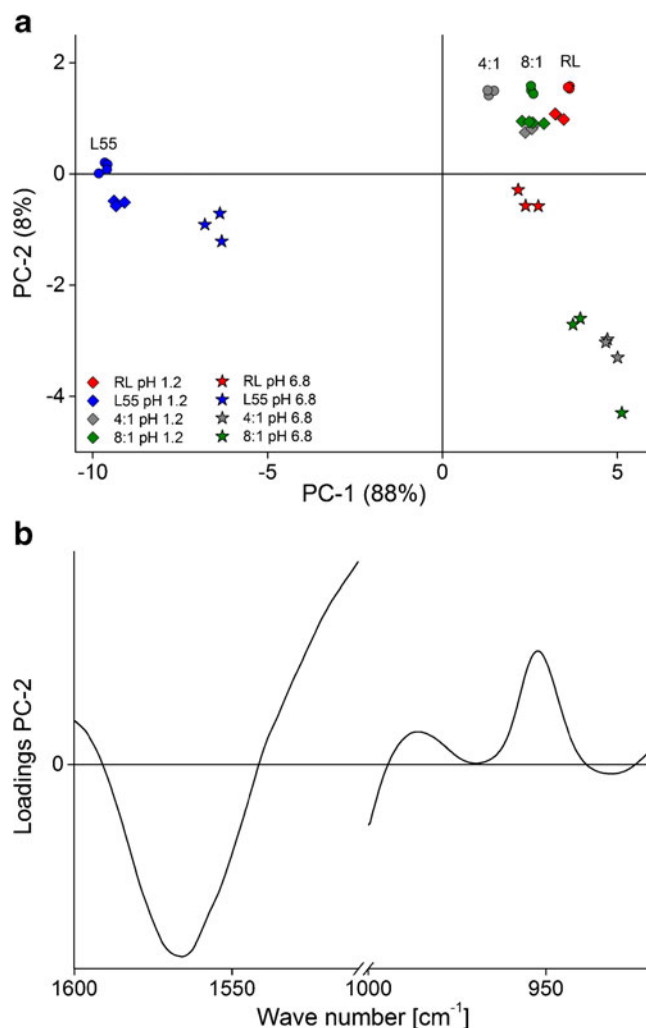 a
2
4:1 8:1 RL
L55
0
PC-2 (8%)
-2
-4
RL pH 1.2 RL pH 6.8
L55 pH 1.2 L55 pH 6.8
4:1 pH 1.2 4:1 pH 6.8
8:1 pH 1.2 8:1 pH 6.8
-10 -5 0 5
PC-1 (88%)
b
Loadings PC-2
0
1600 1550 1000 950
Wave number [cm⁻¹]